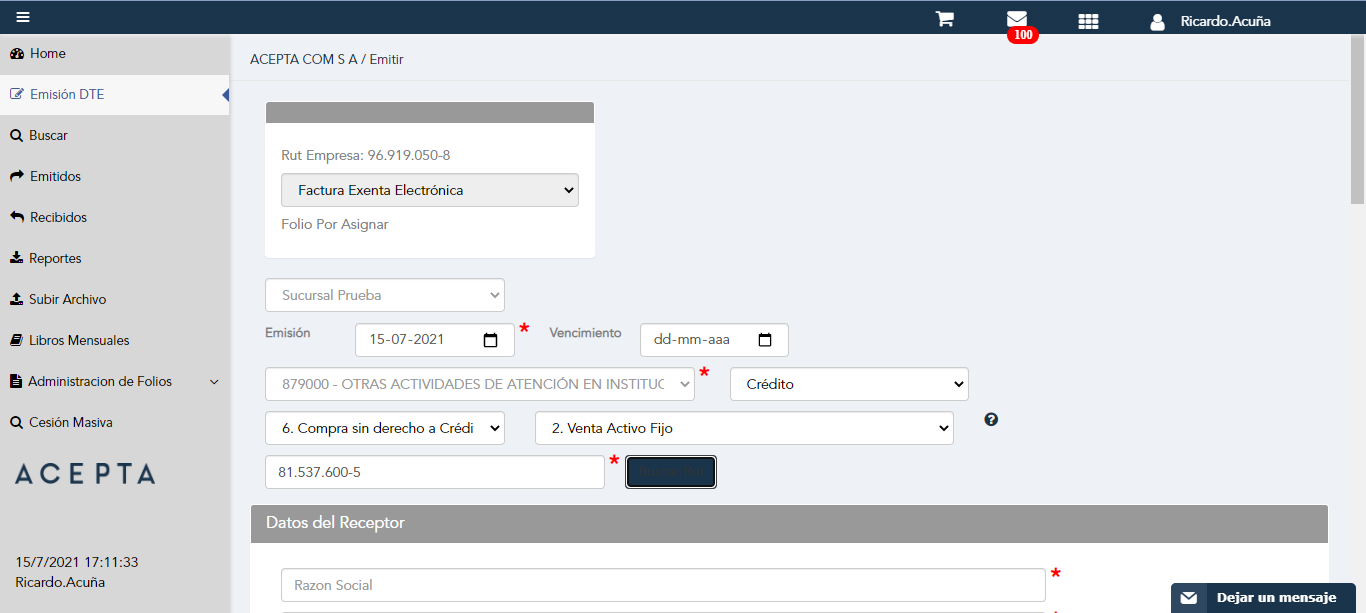 Ricardo.Acuña
100
Home
ACEPTA COM S A / Emitir
Emisión DTE
Buscar
Emitidos
Recibidos
Reportes
Subir Archivo
Libros Mensuales
Administracion de Folios
Cesión Masiva
ACEPTA
15/7/2021 17:11:33
Ricardo.Acuña
Rut Empresa: 96.919.050-8
Factura Exenta Electrónica
Folio Por Asignar
Sucursal Prueba
Emisión 15-07-2021 * Vencimiento dd-mm-aaa
879000 - OTRAS ACTIVIDADES DE ATENCIÓN EN INSTITUC * Crédito
6. Compra sin derecho a Crédi 2. Venta Activo Fijo ?
81.537.600-5 *
Datos del Receptor
Razon Social *
Dejar un mensaje